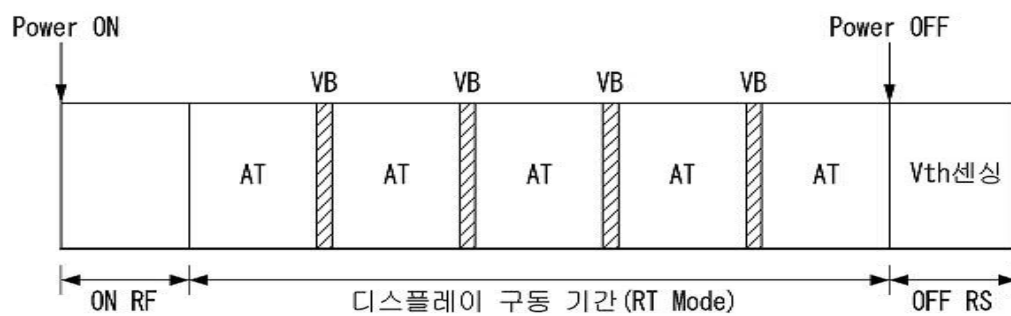 Power ON
Power OFF
VB VB VB VB
AT AT AT AT AT Vth센싱
ON RF 디스플레이 구동 기간(RT Mode) OFF RS